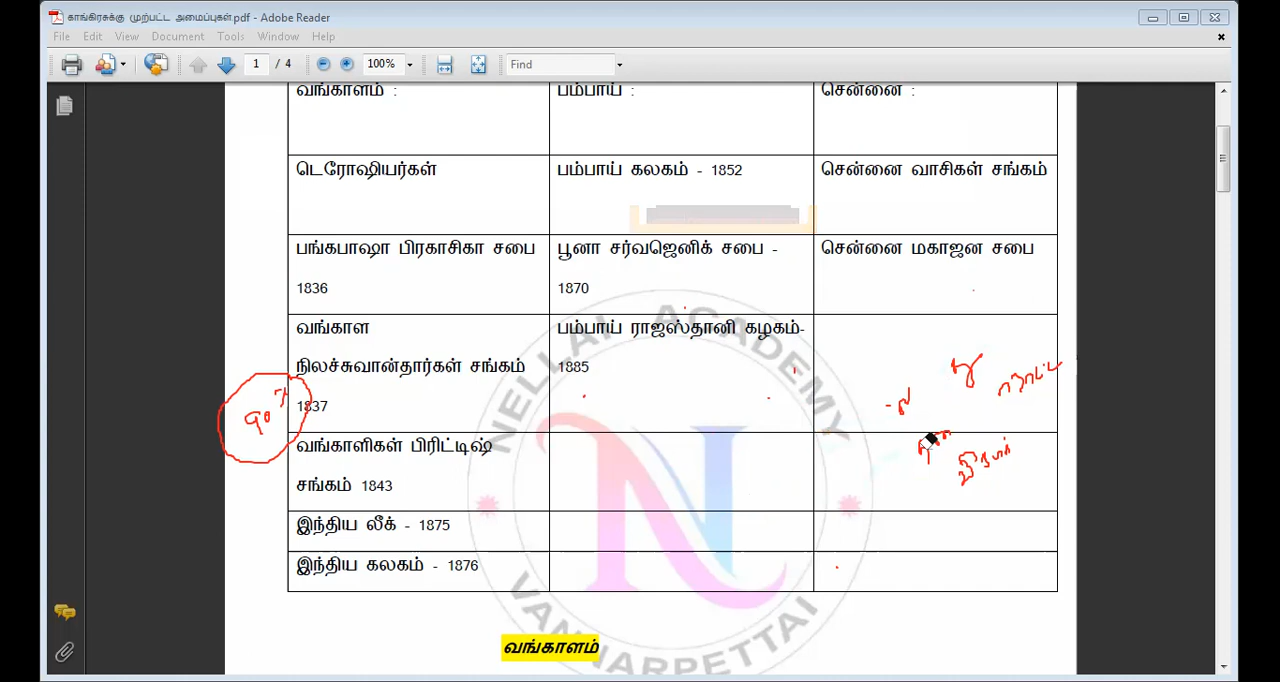 காங்கிரசுக்கு முற்பட்ட அமைப்புகள்.pdf - Adobe Reader
File Edit View Document Tools Window Help
1 / 4 100% Find
வங்காளம் : பம்பாய் : சென்னை :
டெரோஷியர்கள் பம்பாய் கலகம் - 1852 சென்னை வாசிகள் சங்கம்
பங்கபாஷா பிரகாசிகா சபை பூனா சர்வஜெனிக் சபை - சென்னை மகாஜன சபை
1836 1870
வங்காள பம்பாய் ராஜஸ்தானி கழகம்-
நிலச்சுவான்தார்கள் சங்கம் 1885
1837
90%
வங்காளிகள் பிரிட்டிஷ்
சங்கம் 1843
இந்திய லீக் - 1875
இந்திய கலகம் - 1876
NELLAI ACADEMY
VANNARPETTAI
வங்காளம்